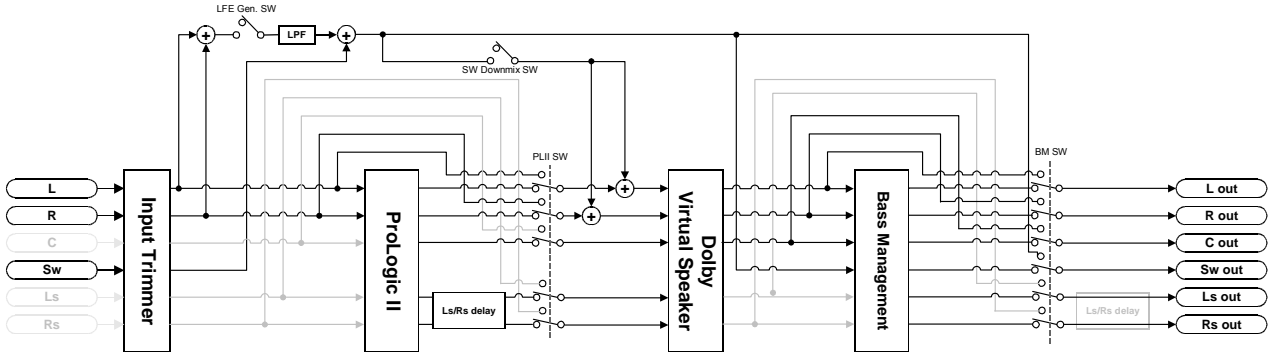 LFE Gen. SW
+
LPF
+
SW Downmix SW
PLII SW
BM SW
L
R
C
Sw
Ls
Rs
Input Trimmer
ProLogic II
Ls/Rs delay
+
+
Dolby
Virtual Speaker
Bass Management
Ls/Rs delay
L out
R out
C out
Sw out
Ls out
Rs out